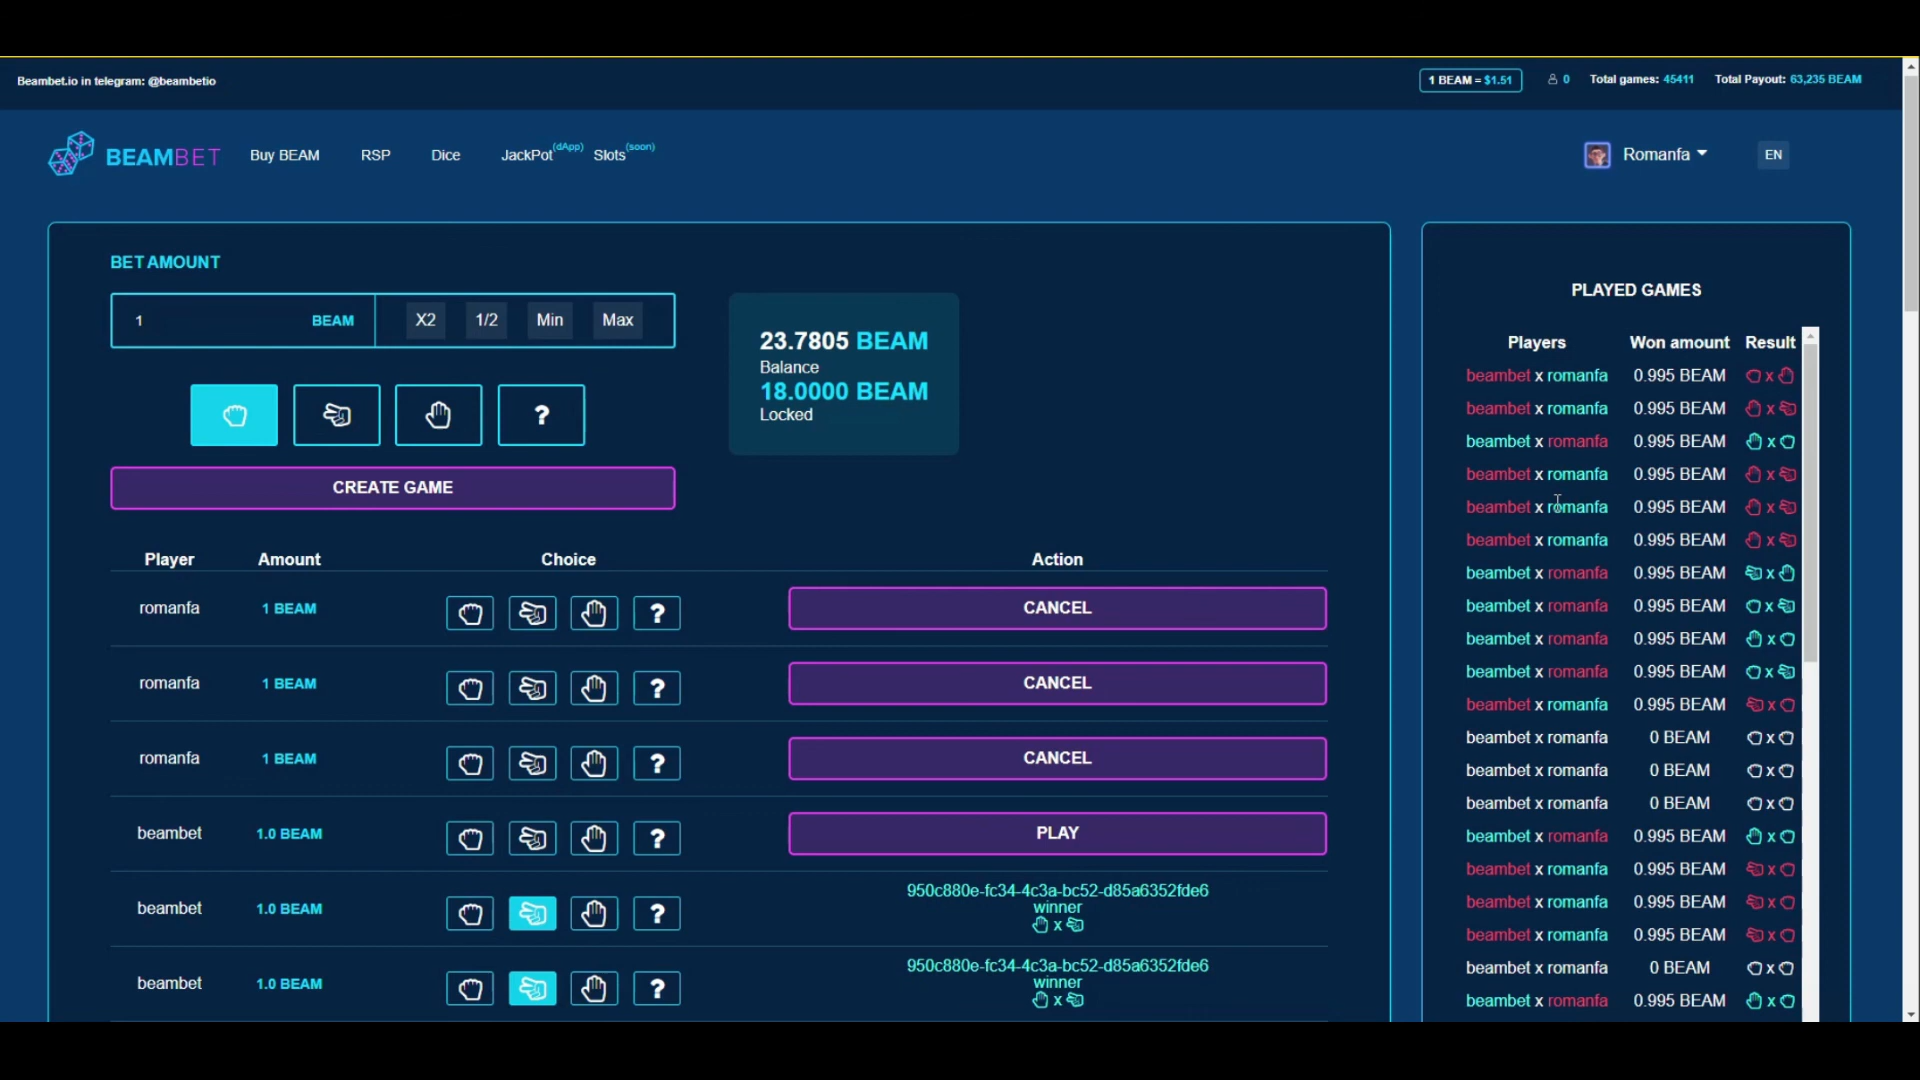 Beambet.io in telegram: @beambetio
1 BEAM = $1.51
0
Total games: 45411
Total Payout: 63,235 BEAM
BEAMBET
Buy BEAM
RSP
Dice
JackPot(dApp)
Slots(soon)
Romanfa
EN
BET AMOUNT
1 BEAM X2 1/2 Min Max
23.7805 BEAM
Balance
18.0000 BEAM
Locked
?
CREATE GAME
Player Amount Choice Action
romanfa 1 BEAM ? CANCEL
romanfa 1 BEAM ? CANCEL
romanfa 1 BEAM ? CANCEL
beambet 1.0 BEAM ? PLAY
beambet 1.0 BEAM ?
950c880e-fc34-4c3a-bc52-d85a6352fde6
winner
x
beambet 1.0 BEAM ?
950c880e-fc34-4c3a-bc52-d85a6352fde6
winner
x
PLAYED GAMES
Players Won amount Result
beambet x romanfa 0.995 BEAM x
beambet x romanfa 0.995 BEAM x
beambet x romanfa 0.995 BEAM x
beambet x romanfa 0.995 BEAM x
beambet x romanfa 0.995 BEAM x
beambet x romanfa 0.995 BEAM x
beambet x romanfa 0.995 BEAM x
beambet x romanfa 0.995 BEAM x
beambet x romanfa 0.995 BEAM x
beambet x romanfa 0.995 BEAM x
beambet x romanfa 0.995 BEAM x
beambet x romanfa 0 BEAM x
beambet x romanfa 0 BEAM x
beambet x romanfa 0 BEAM x
beambet x romanfa 0.995 BEAM x
beambet x romanfa 0.995 BEAM x
beambet x romanfa 0.995 BEAM x
beambet x romanfa 0.995 BEAM x
beambet x romanfa 0 BEAM x
beambet x romanfa 0.995 BEAM x